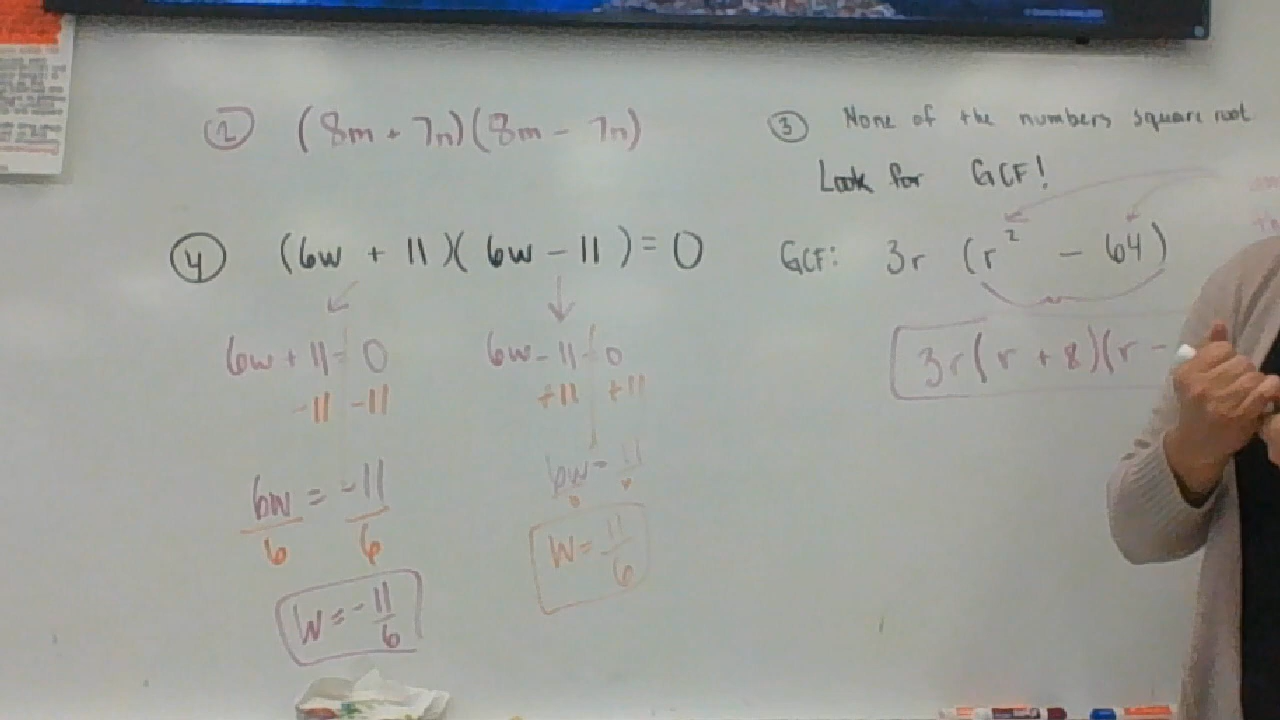 ② (8m + 7n)(8m - 7n)
③ None of the numbers square root
Look for GCF!
GCF: 3r (r² - 64)
3r(r + 8)(r -
④ (6w + 11)(6w - 11) = 0
6w + 11 = 0
-11 -11
6w = -11
6 6
w = -11/6
6w - 11 = 0
+11 +11
6w = 11
w = 11/6